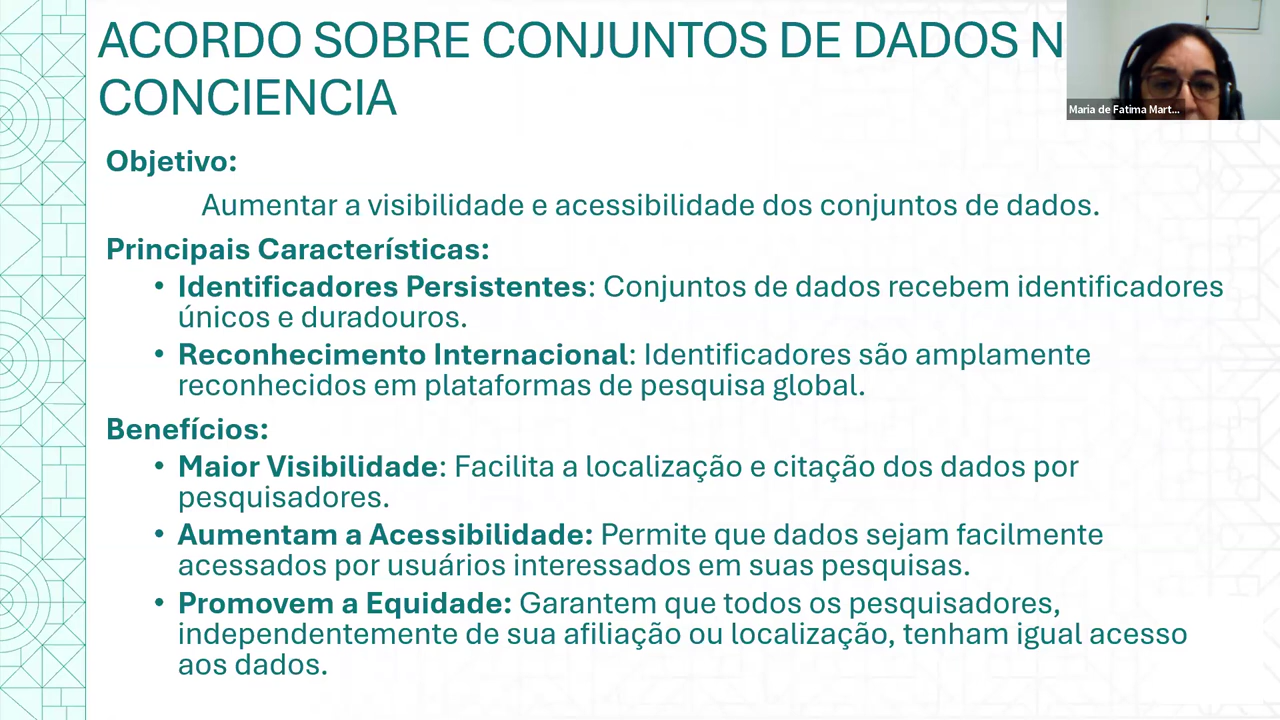 ACORDO SOBRE CONJUNTOS DE DADOS N
CONCIENCIA
Maria de Fatima Mart...
Objetivo:
Aumentar a visibilidade e acessibilidade dos conjuntos de dados.
Principais Características:
• Identificadores Persistentes: Conjuntos de dados recebem identificadores
únicos e duradouros.
• Reconhecimento Internacional: Identificadores são amplamente
reconhecidos em plataformas de pesquisa global.
Benefícios:
• Maior Visibilidade: Facilita a localização e citação dos dados por
pesquisadores.
• Aumentam a Acessibilidade: Permite que dados sejam facilmente
acessados por usuários interessados em suas pesquisas.
• Promovem a Equidade: Garantem que todos os pesquisadores,
independentemente de sua afiliação ou localização, tenham igual acesso
aos dados.